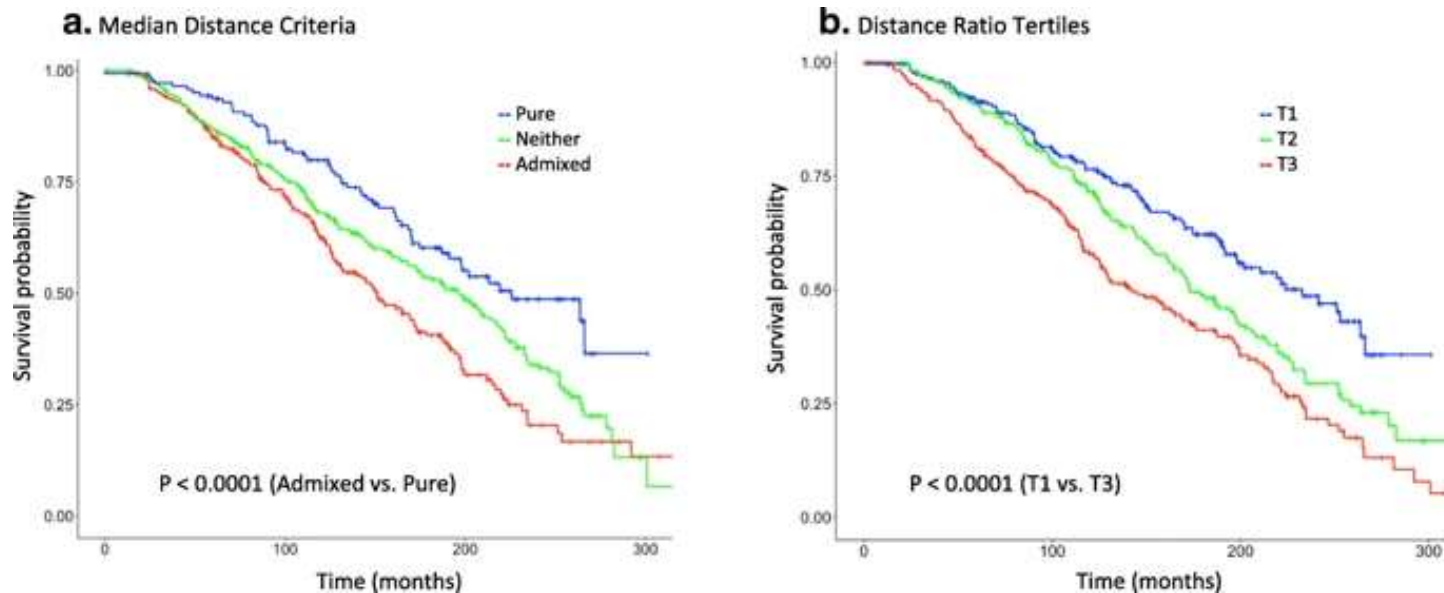 a. Median Distance Criteria
1.00
0.75
0.50
0.25
0.00
Survival probability
Pure
Neither
Admixed
P < 0.0001 (Admixed vs. Pure)
0
100
200
300
Time (months)
b. Distance Ratio Tertiles
1.00
0.75
0.50
0.25
0.00
Survival probability
T1
T2
T3
P < 0.0001 (T1 vs. T3)
0
100
200
300
Time (months)